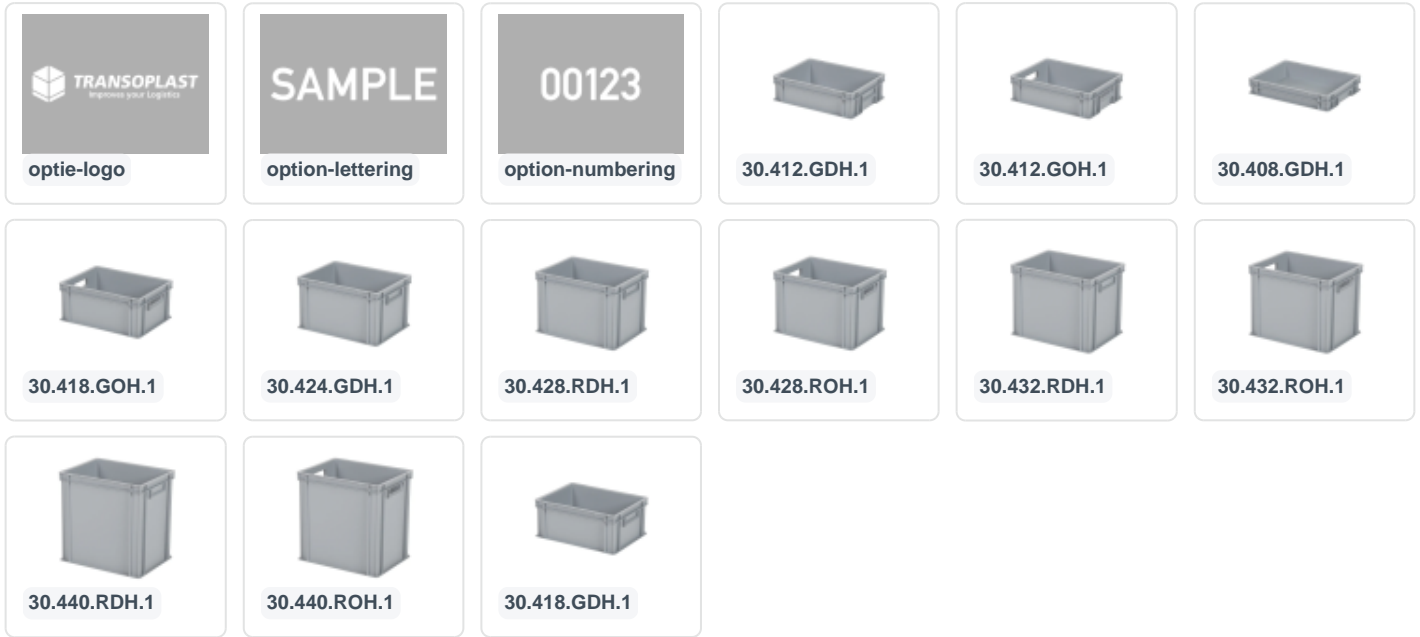 TRANSOPLAST
Improves your Logistics
SAMPLE
00123
optie-logo
option-lettering
option-numbering
30.412.GDH.1
30.412.GOH.1
30.408.GDH.1
30.418.GOH.1
30.424.GDH.1
30.428.RDH.1
30.428.ROH.1
30.432.RDH.1
30.432.ROH.1
30.440.RDH.1
30.440.ROH.1
30.418.GDH.1